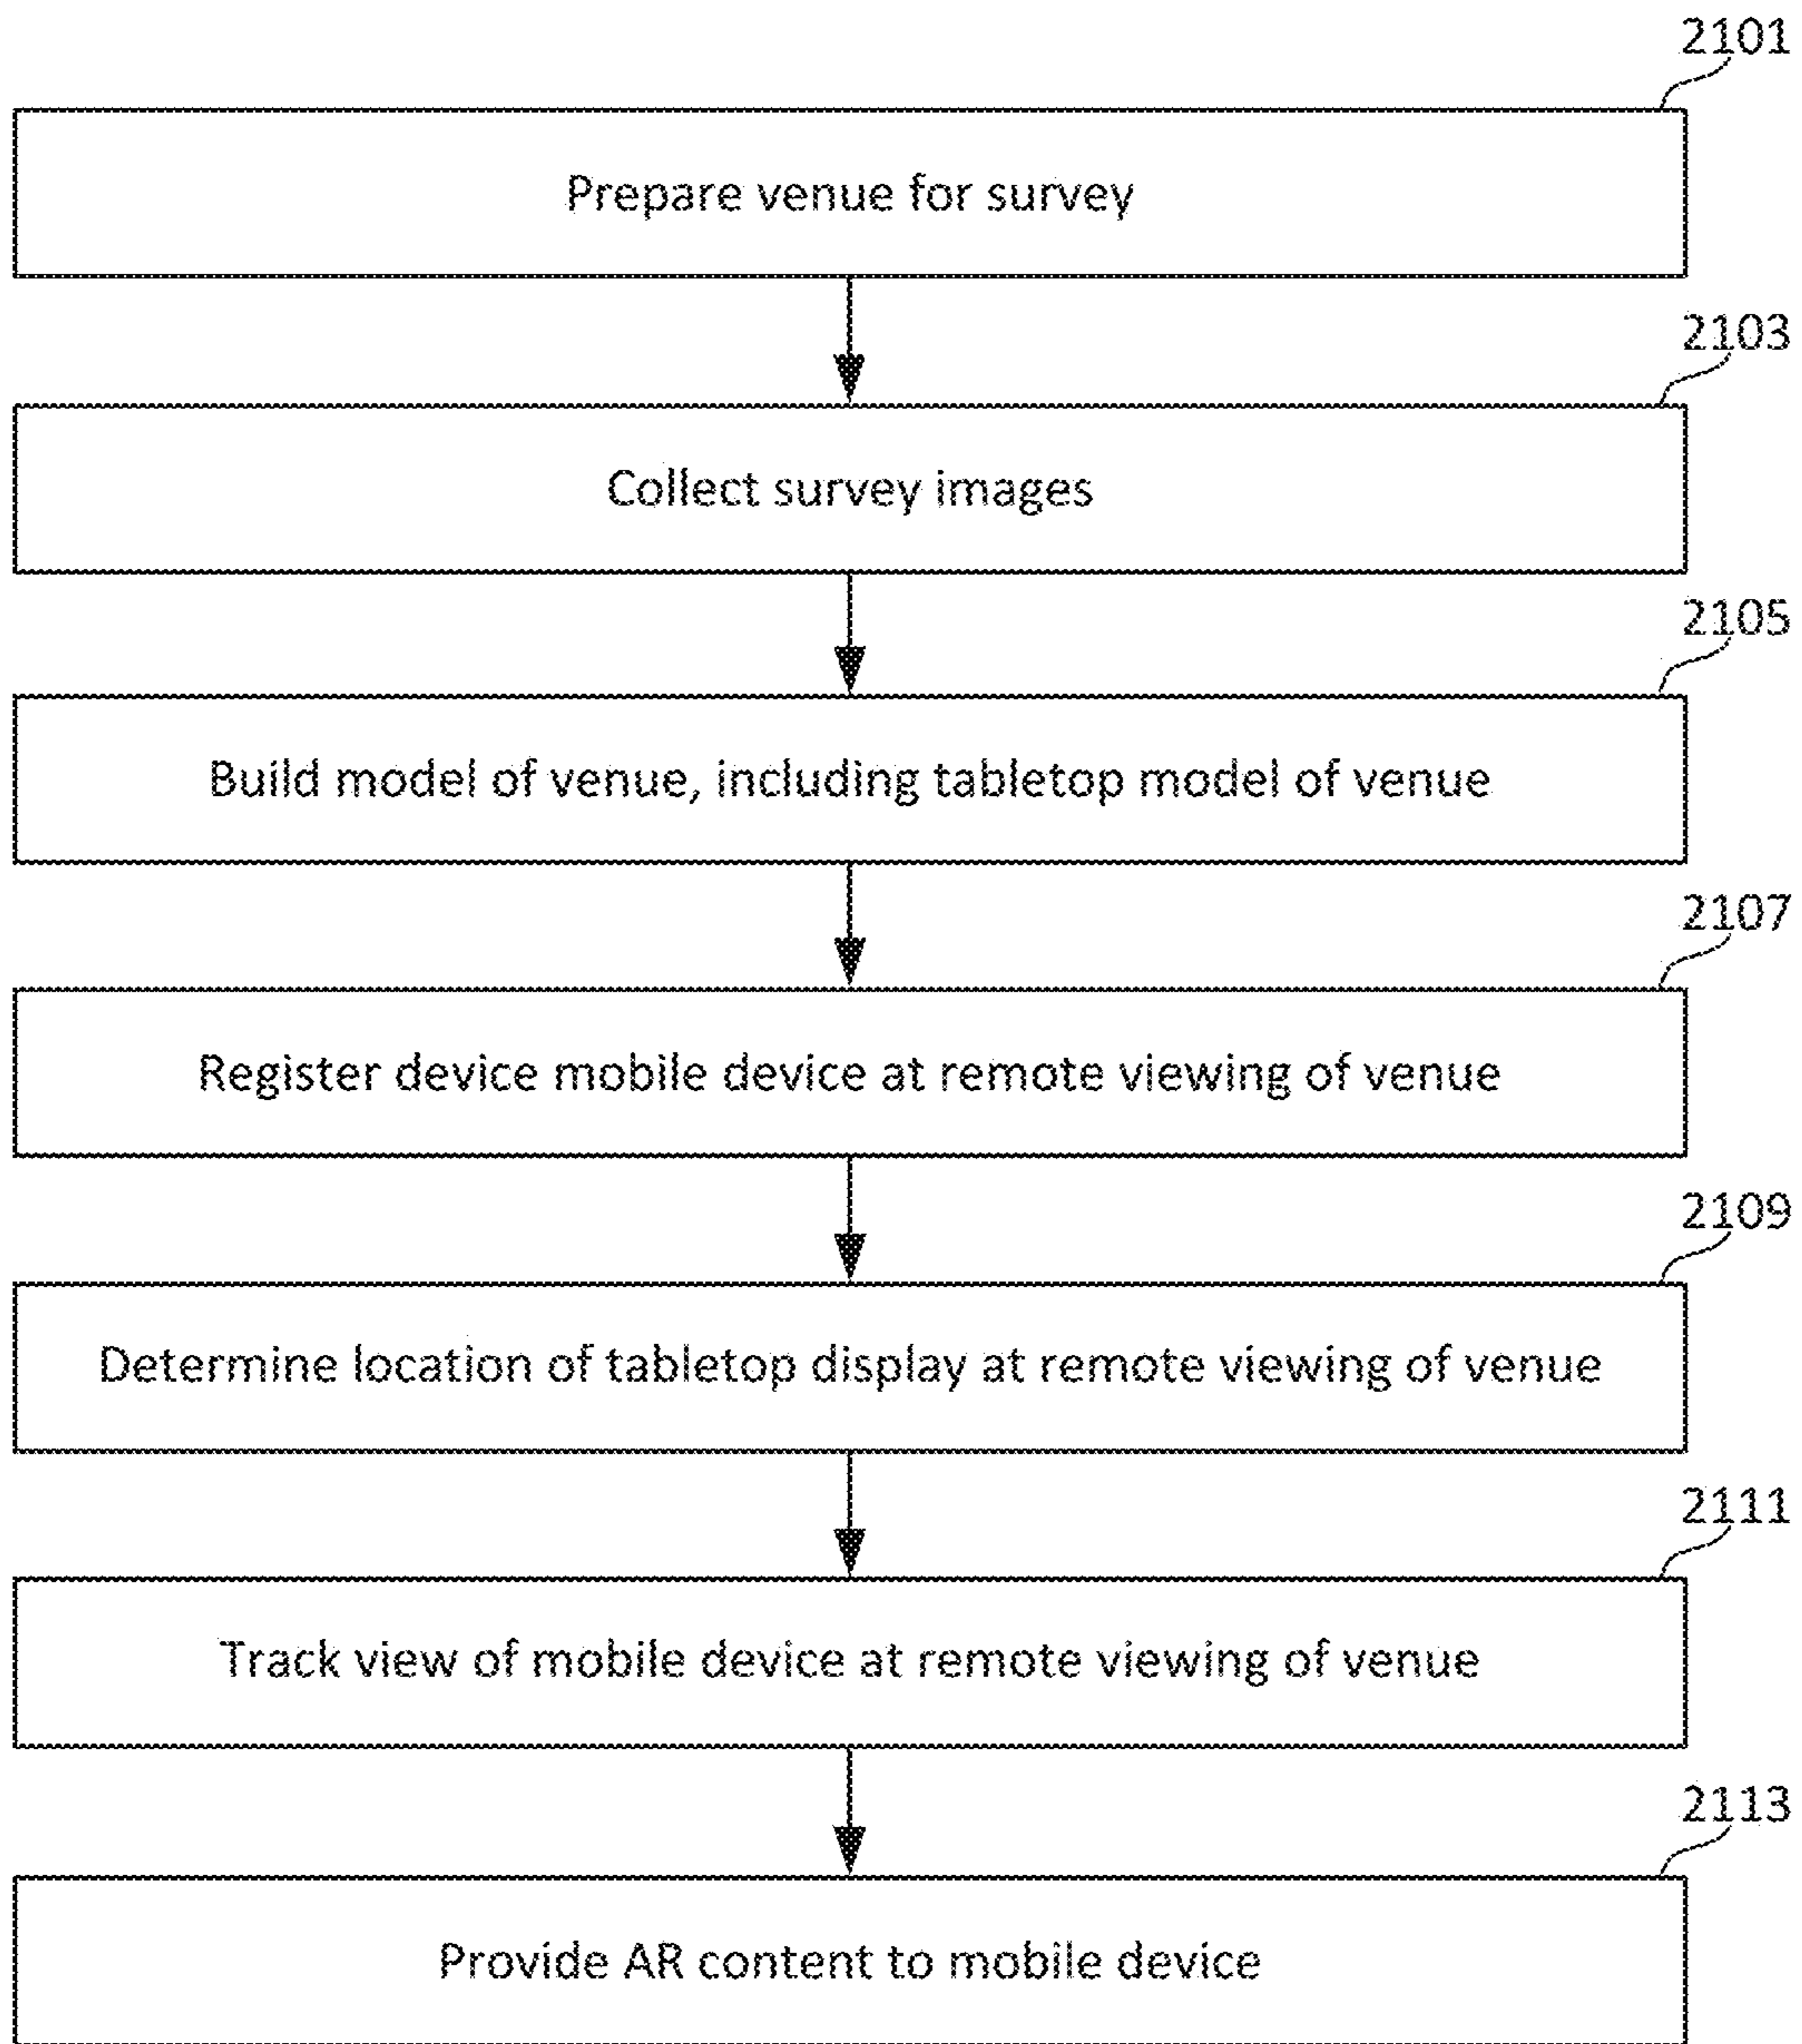 2101
Prepare venue for survey
2103
Collect survey images
2105
Build model of venue, including tabletop model of venue
2107
Register device mobile device at remote viewing of venue
2109
Determine location of tabletop display at remote viewing of venue
2111
Track view of mobile device at remote viewing of venue
2113
Provide AR content to mobile device